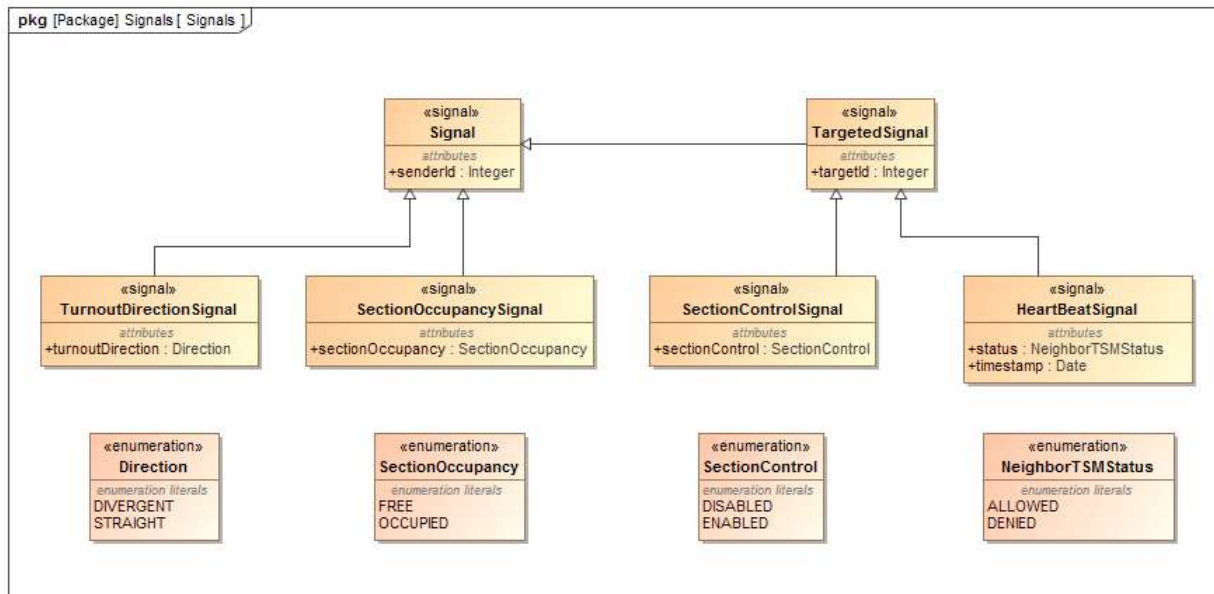 pkg [Package] Signals [ Signals ]
«signal»
Signal
attributes
+senderId : Integer
«signal»
TargetedSignal
attributes
+targetId : Integer
«signal»
TurnoutDirectionSignal
attributes
+turnoutDirection : Direction
«signal»
SectionOccupancySignal
attributes
+sectionOccupancy : SectionOccupancy
«signal»
SectionControlSignal
attributes
+sectionControl : SectionControl
«signal»
HeartBeatSignal
attributes
+status : NeighborTSMStatus
+timestamp : Date
«enumeration»
Direction
enumeration literals
DIVERGENT
STRAIGHT
«enumeration»
SectionOccupancy
enumeration literals
FREE
OCCUPIED
«enumeration»
SectionControl
enumeration literals
DISABLED
ENABLED
«enumeration»
NeighborTSMStatus
enumeration literals
ALLOWED
DENIED